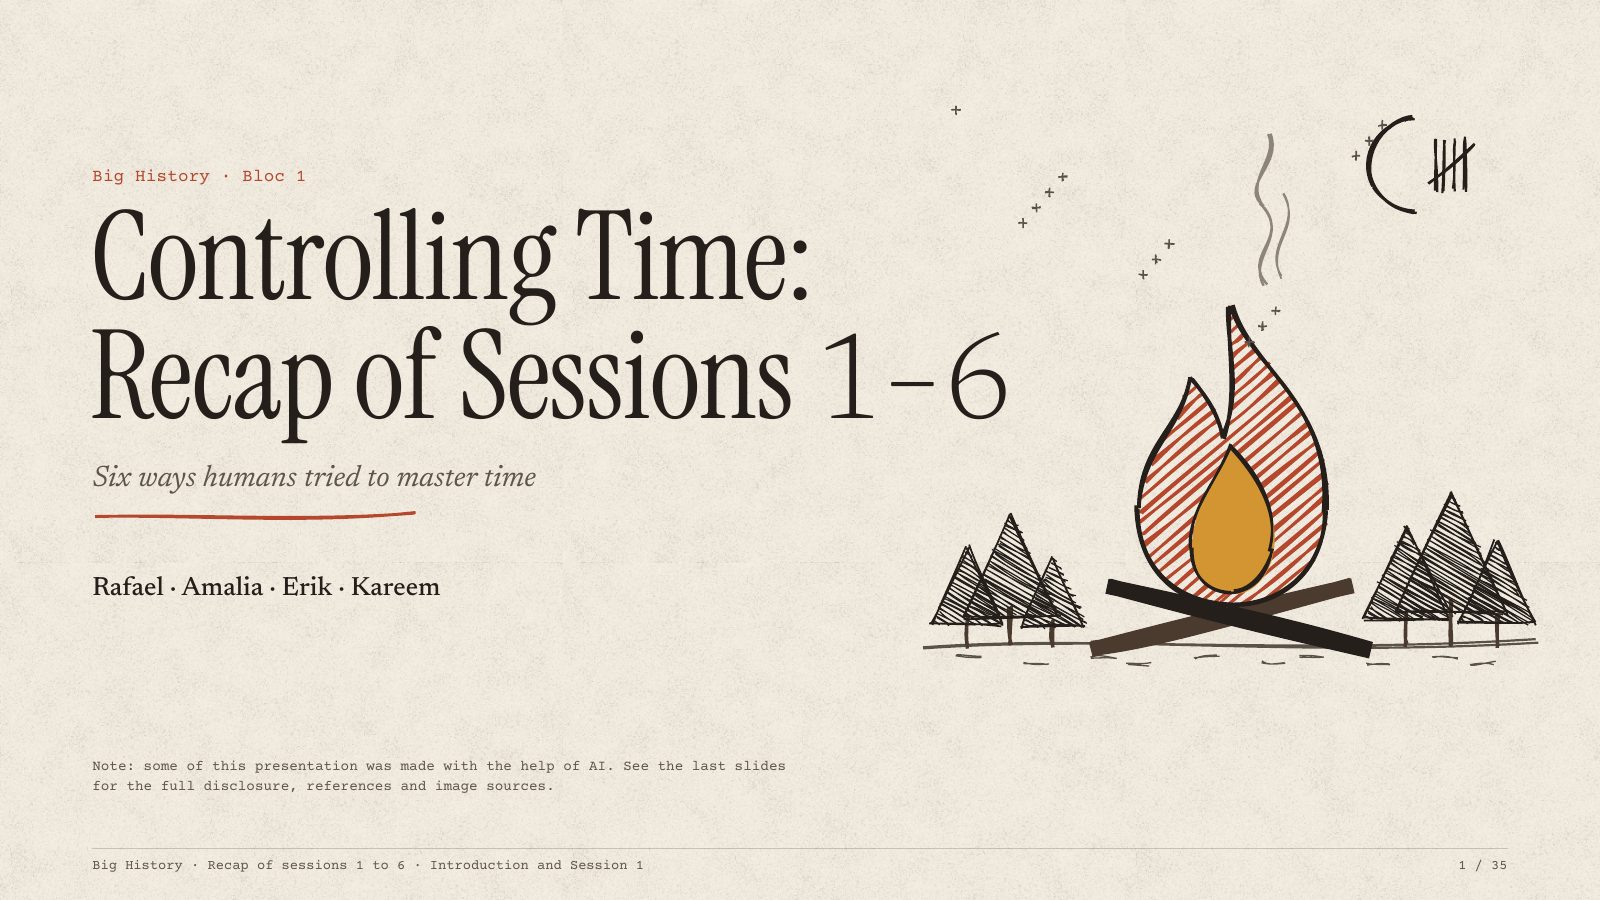 Big History · Bloc 1
Controlling Time:
Recap of Sessions 1–6
Six ways humans tried to master time
Rafael · Amalia · Erik · Kareem
Note: some of this presentation was made with the help of AI. See the last slides
for the full disclosure, references and image sources.
Big History · Recap of sessions 1 to 6 · Introduction and Session 1
1 / 35